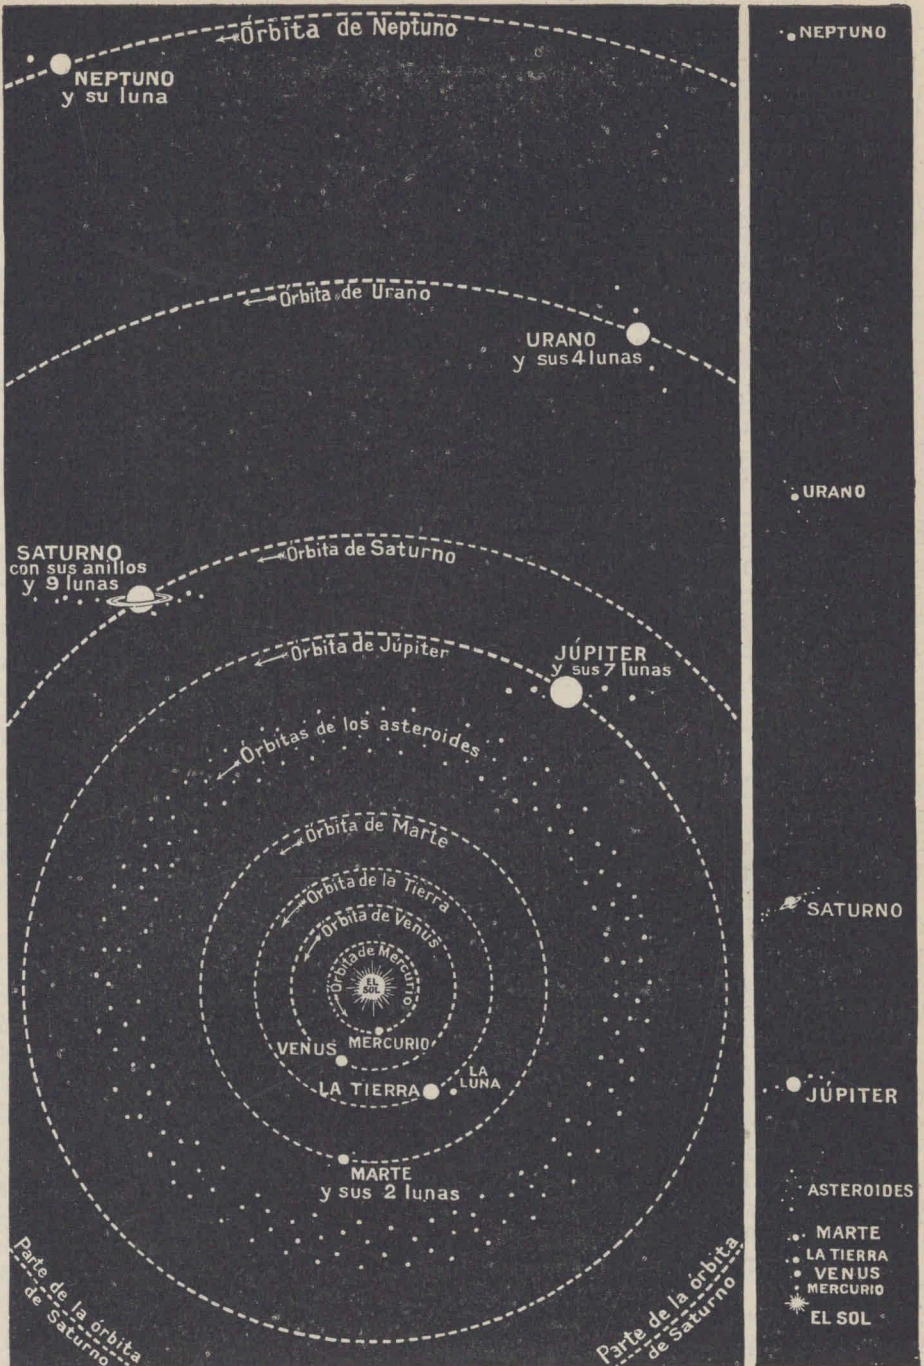 Órbita de Neptuno
NEPTUNO
y su luna
Órbita de Urano
URANO
y sus 4 lunas
Órbita de Saturno
SATURNO
con sus anillos
y 9 lunas
Órbita de Júpiter
JÚPITER
y sus 7 lunas
Órbitas de los asteroides
Órbita de Marte
Órbita de la Tierra
Órbita de Venus
Órbita de Mercurio
EL
SOL
MERCURIO
VENUS
LA TIERRA
LA
LUNA
MARTE
y sus 2 lunas
Parte de la órbita
de Saturno
Parte de la órbita
de Saturno
NEPTUNO
URANO
SATURNO
JÚPITER
ASTEROIDES
MARTE
LA TIERRA
VENUS
MERCURIO
EL SOL